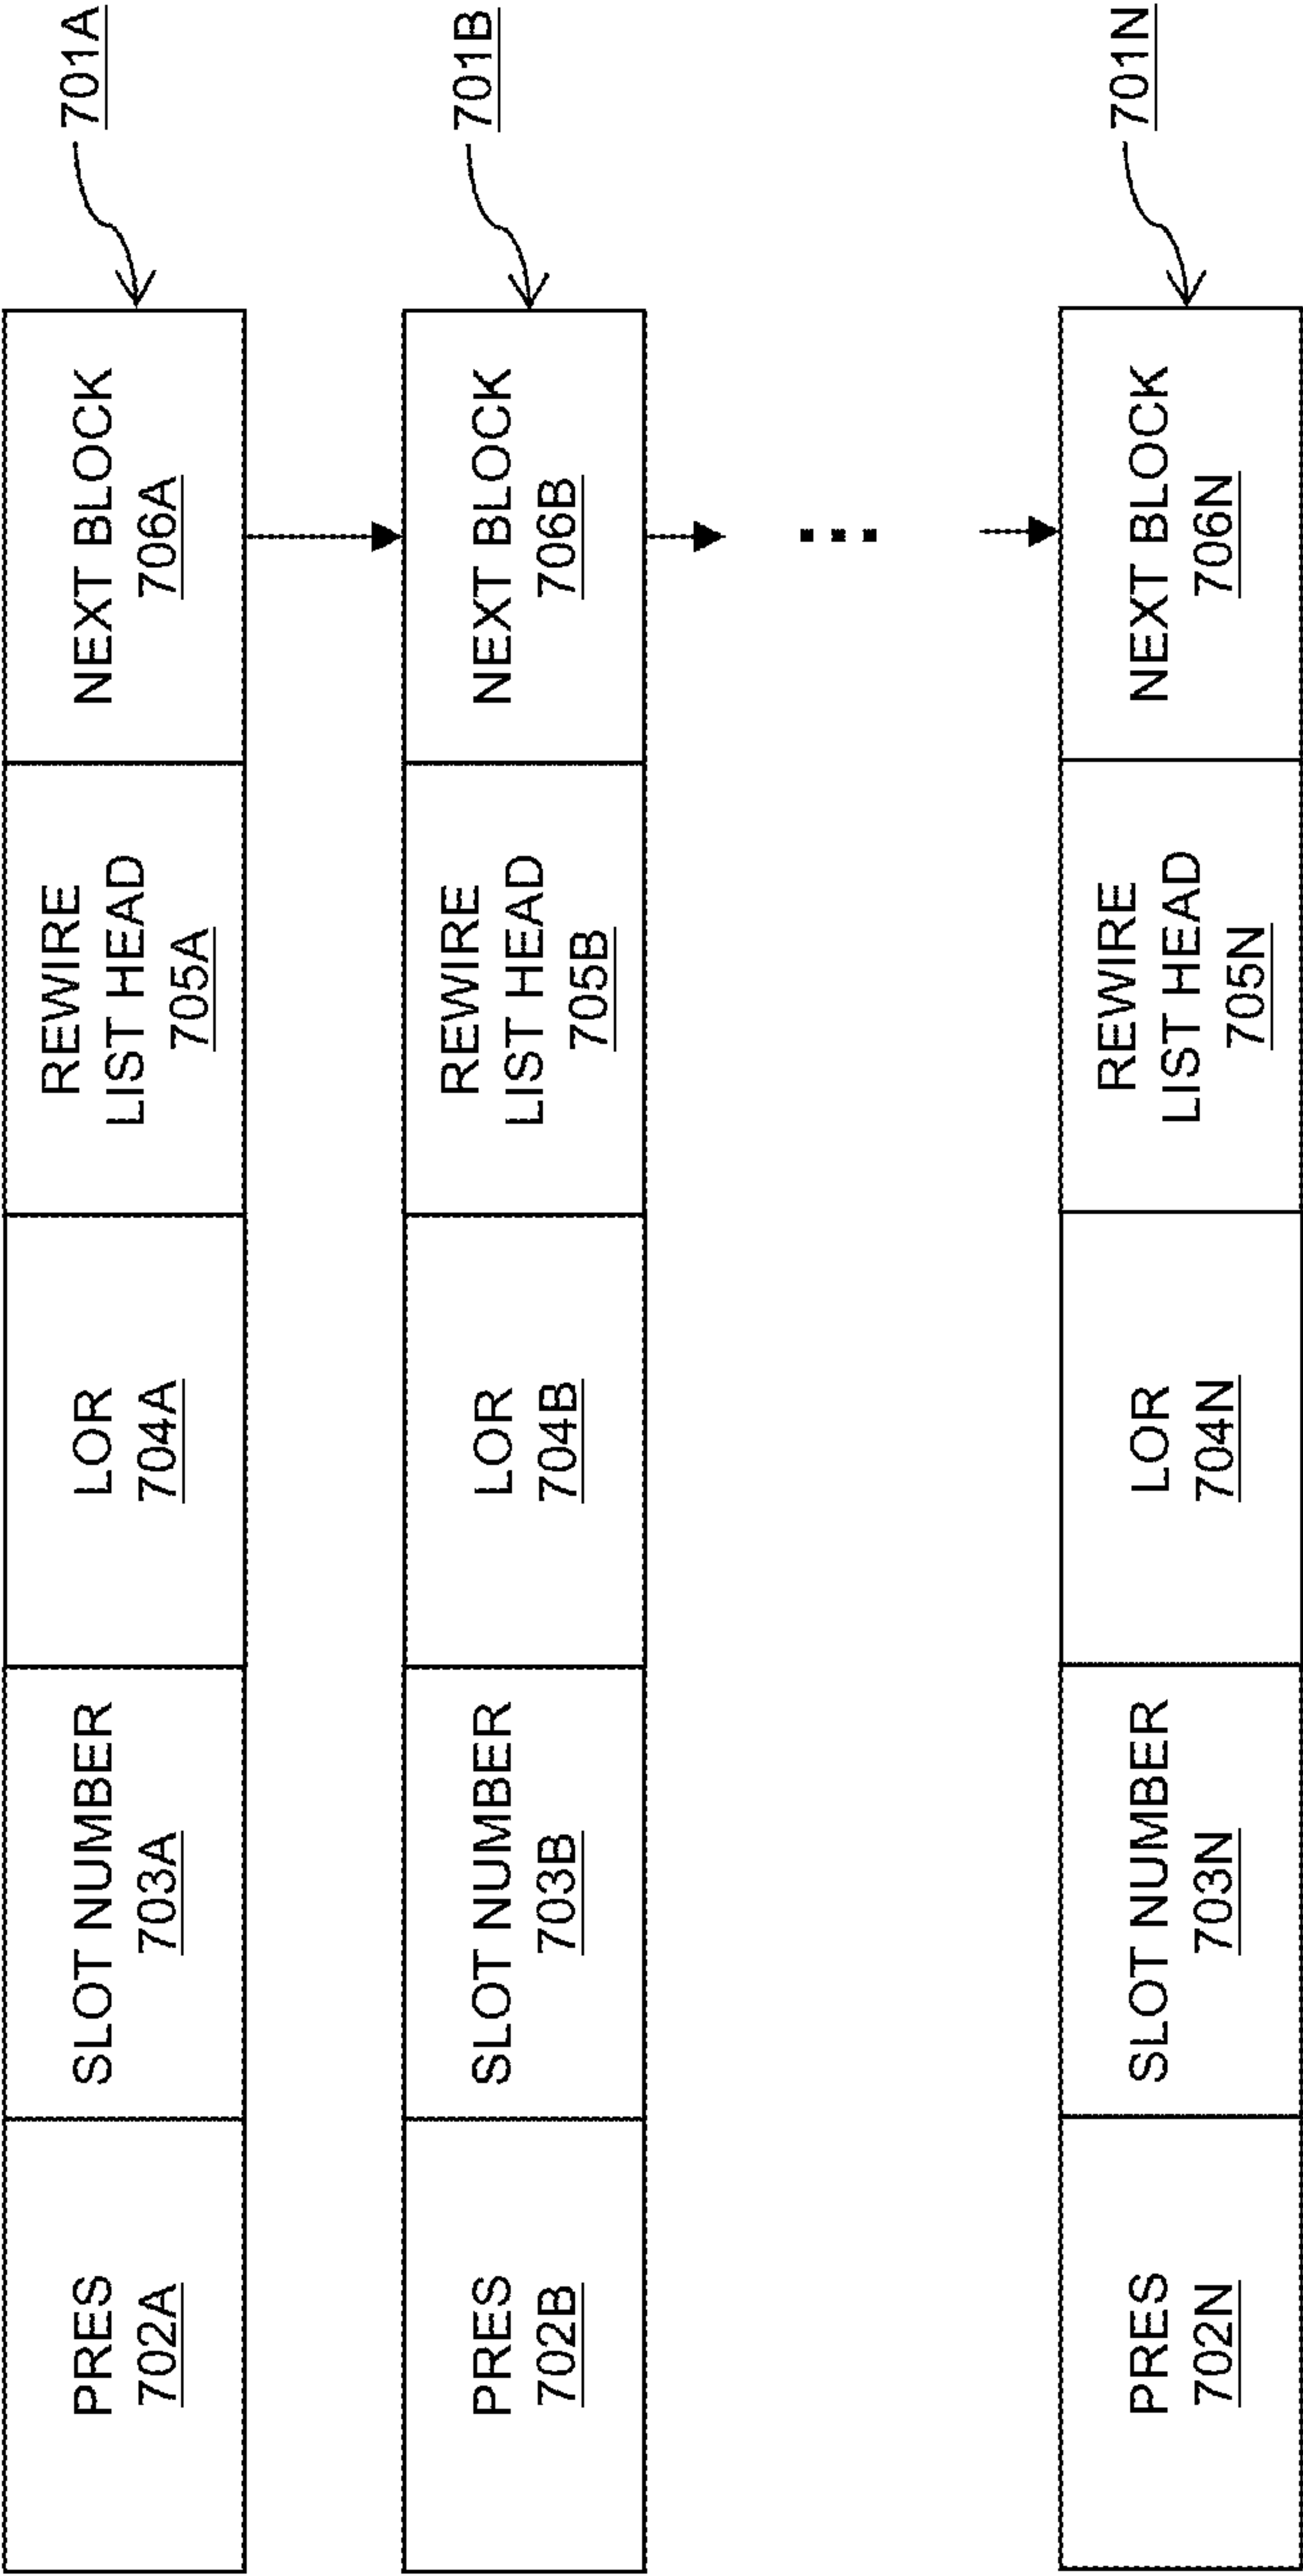 701A
PRES
702A
SLOT NUMBER
703A
LOR
704A
REWIRE
LIST HEAD
705A
NEXT BLOCK
706A
701B
PRES
702B
SLOT NUMBER
703B
LOR
704B
REWIRE
LIST HEAD
705B
NEXT BLOCK
706B
701N
PRES
702N
SLOT NUMBER
703N
LOR
704N
REWIRE
LIST HEAD
705N
NEXT BLOCK
706N